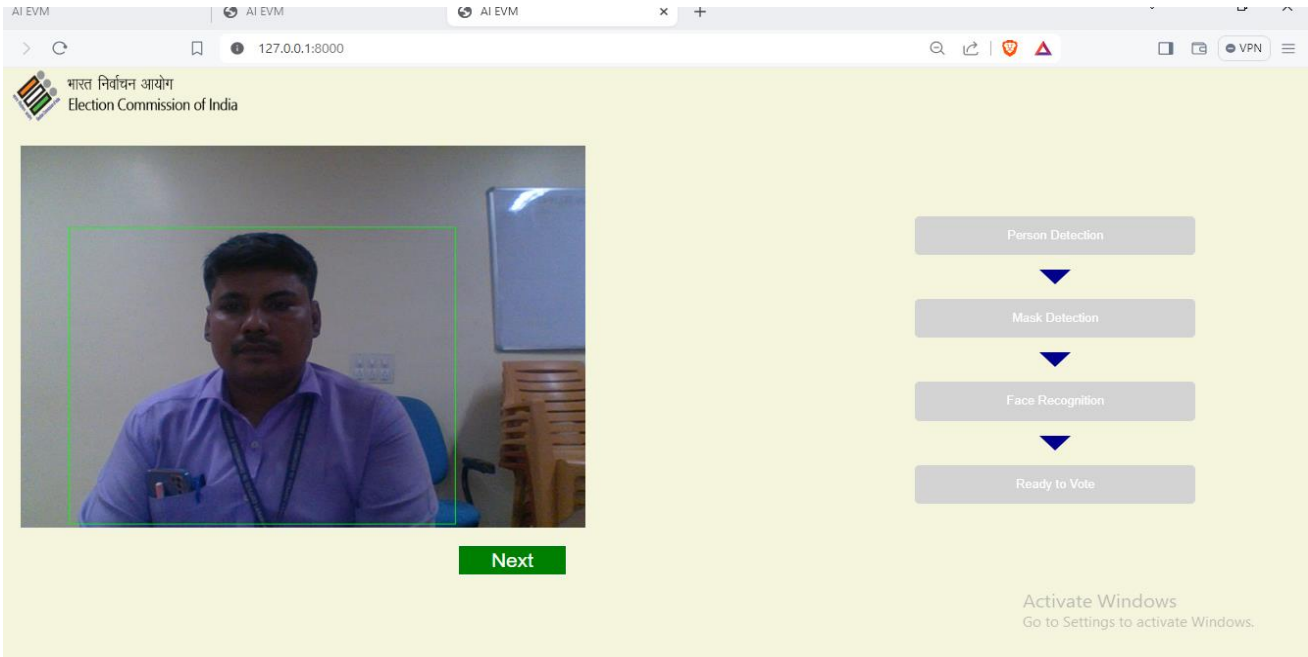 AI EVM
AI EVM
AI EVM
127.0.0.1:8000
VPN
भारत निर्वाचन आयोग
Election Commission of India
Person Detection
Mask Detection
Face Recognition
Ready to Vote
Next
Activate Windows
Go to Settings to activate Windows.